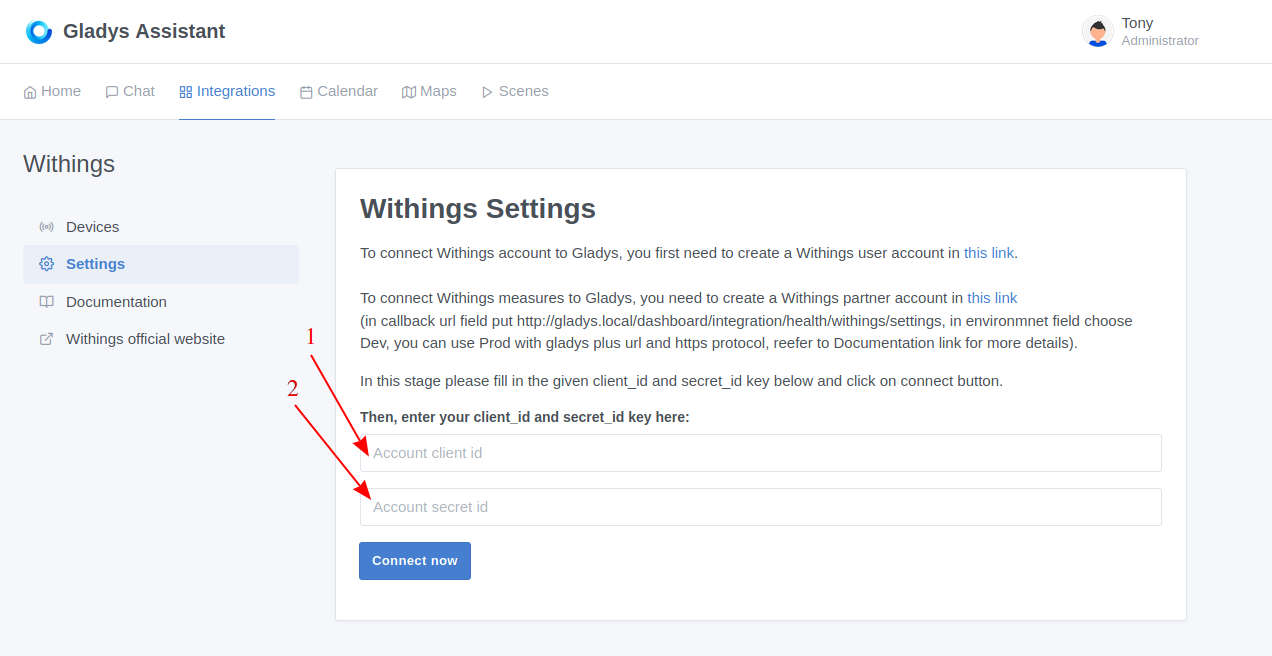 Gladys Assistant
Tony
Administrator
Home Chat Integrations Calendar Maps Scenes
Withings
Devices
Settings
Documentation
Withings official website
1
2
Withings Settings
To connect Withings account to Gladys, you first need to create a Withings user account in this link.
To connect Withings measures to Gladys, you need to create a Withings partner account in this link
(in callback url field put http://gladys.local/dashboard/integration/health/withings/settings, in environmnet field choose
Dev, you can use Prod with gladys plus url and https protocol, reefer to Documentation link for more details).
In this stage please fill in the given client_id and secret_id key below and click on connect button.
Then, enter your client_id and secret_id key here:
Account client id
Account secret id
Connect now